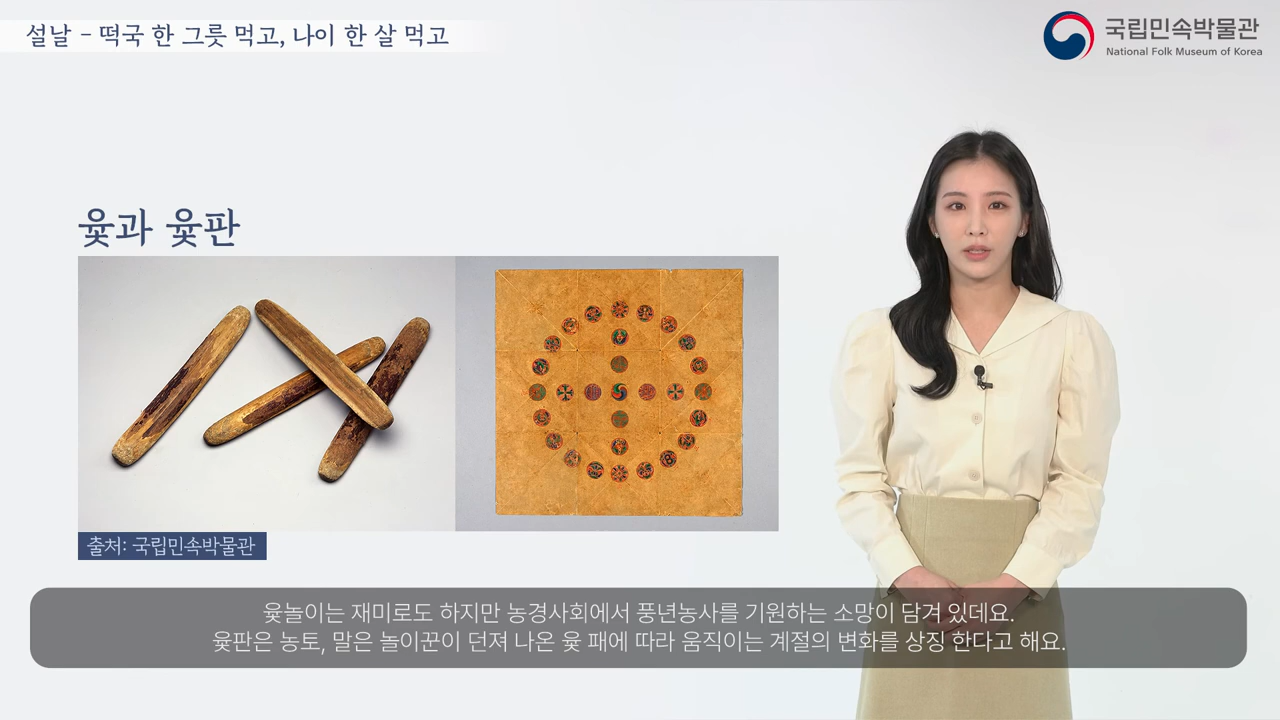 설날 - 떡국 한 그릇 먹고, 나이 한 살 먹고
국립민속박물관
National Folk Museum of Korea
윷과 윷판
출처: 국립민속박물관
윷놀이는 재미로도 하지만 농경사회에서 풍년농사를 기원하는 소망이 담겨 있데요.
윷판은 농토, 말은 놀이꾼이 던져 나온 윷 패에 따라 움직이는 계절의 변화를 상징 한다고 해요.